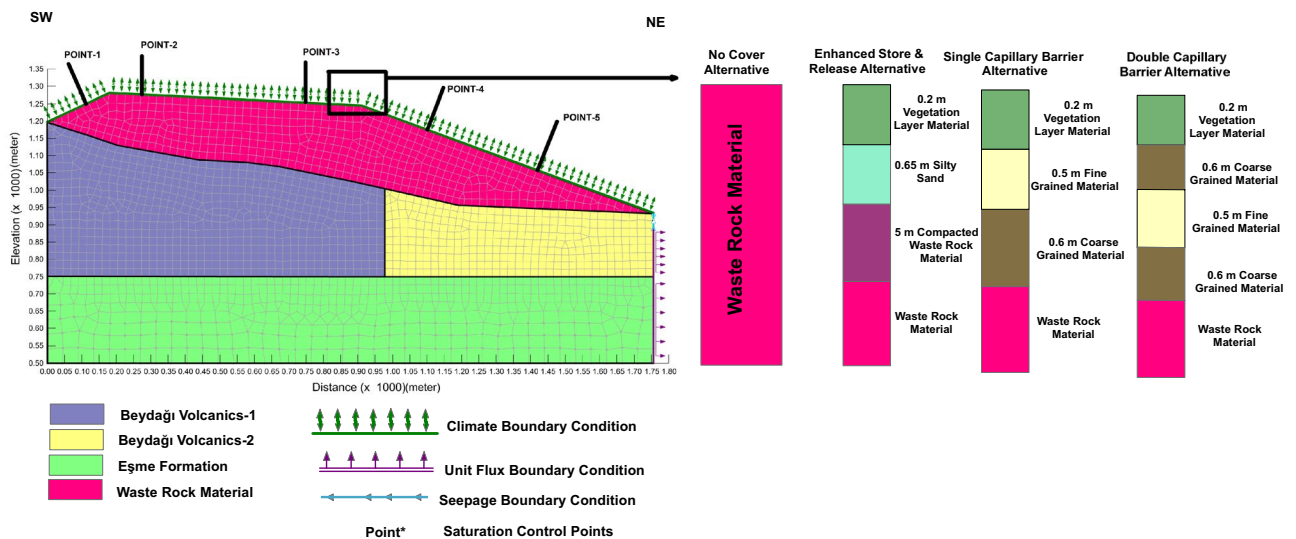 SW
NE
POINT-1
POINT-2
POINT-3
POINT-4
POINT-5
Elevation (x 1000)(meter)
1.35
1.30
1.25
1.20
1.15
1.10
1.05
1.00
0.95
0.90
0.85
0.80
0.75
0.70
0.65
0.60
0.55
0.50
0.00 0.05 0.10 0.15 0.20 0.25 0.30 0.35 0.40 0.45 0.50 0.55 0.60 0.65 0.70 0.75 0.80 0.85 0.90 0.95 1.00 1.05 1.10 1.15 1.20 1.25 1.30 1.35 1.40 1.45 1.50 1.55 1.60 1.65 1.70 1.75 1.80
Distance (x 1000)(meter)
Beydağı Volcanics-1
Beydağı Volcanics-2
Eşme Formation
Waste Rock Material
Climate Boundary Condition
Unit Flux Boundary Condition
Seepage Boundary Condition
Point* Saturation Control Points
No Cover
Alternative
Waste Rock Material
Enhanced Store &
Release Alternative
0.2 m
Vegetation
Layer Material
0.65 m Silty
Sand
5 m Compacted
Waste Rock
Material
Waste Rock
Material
Single Capillary Barrier
Alternative
0.2 m
Vegetation
Layer Material
0.5 m Fine
Grained Material
0.6 m Coarse
Grained Material
Waste Rock
Material
Double Capillary
Barrier Alternative
0.2 m
Vegetation
Layer Material
0.6 m Coarse
Grained Material
0.5 m Fine
Grained Material
0.6 m Coarse
Grained Material
Waste Rock
Material